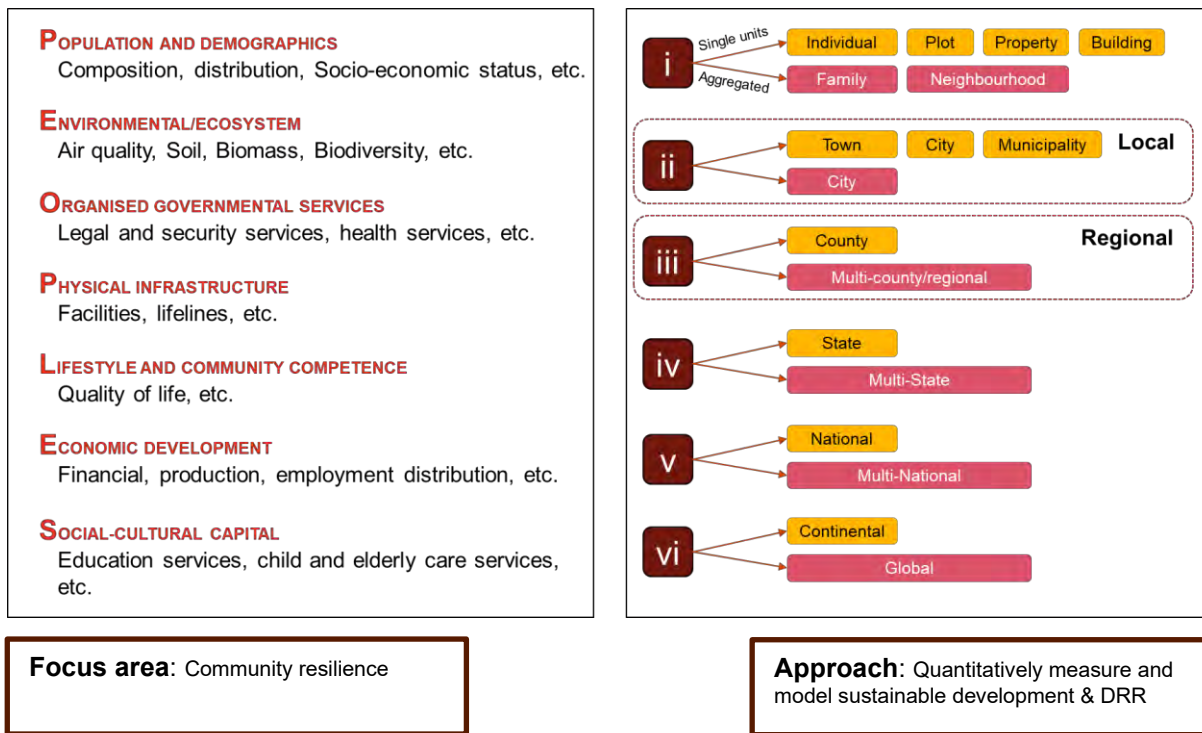 POPULATION AND DEMOGRAPHICS
Composition, distribution, Socio-economic status, etc.
ENVIRONMENTAL/ECOSYSTEM
Air quality, Soil, Biomass, Biodiversity, etc.
ORGANISED GOVERNMENTAL SERVICES
Legal and security services, health services, etc.
PHYSICAL INFRASTRUCTURE
Facilities, lifelines, etc.
LIFESTYLE AND COMMUNITY COMPETENCE
Quality of life, etc.
ECONOMIC DEVELOPMENT
Financial, production, employment distribution, etc.
SOCIAL-CULTURAL CAPITAL
Education services, child and elderly care services,
etc.
i
Single units
Individual Plot Property Building
Aggregated
Family Neighbourhood
ii
Town City Municipality Local
City
iii
County Regional
Multi-county/regional
iv
State
Multi-State
v
National
Multi-National
vi
Continental
Global
Focus area: Community resilience
Approach: Quantitatively measure and
model sustainable development & DRR